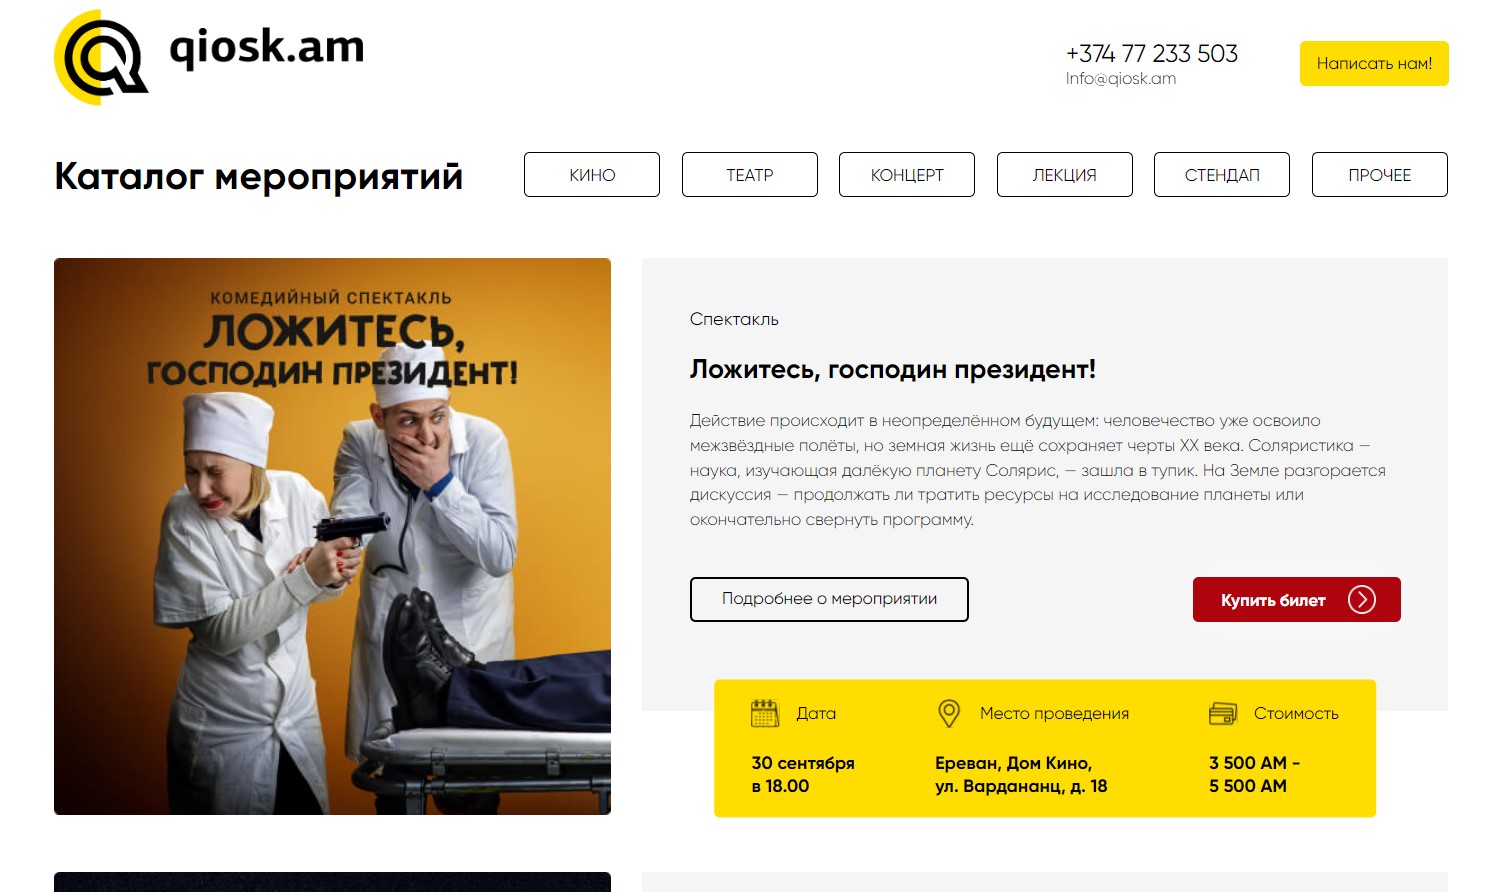 qiosk.am
+374 77 233 503
Info@qiosk.am
Написать нам!
Каталог мероприятий
КИНО
ТЕАТР
КОНЦЕРТ
ЛЕКЦИЯ
СТЕНДАП
ПРОЧЕЕ
КОМЕДИЙНЫЙ СПЕКТАКЛЬ
ЛОЖИТЕСЬ,
ГОСПОДИН ПРЕЗИДЕНТ!
Спектакль
Ложитесь, господин президент!
Действие происходит в неопределённом будущем: человечество уже освоило
межзвёздные полёты, но земная жизнь ещё сохраняет черты XX века. Соляристика —
наука, изучающая далёкую планету Солярис, — зашла в тупик. На Земле разгорается
дискуссия — продолжать ли тратить ресурсы на исследование планеты или
окончательно свернуть программу.
Подробнее о мероприятии
Купить билет
Дата
30 сентября
в 18.00
Место проведения
Ереван, Дом Кино,
ул. Вардананц, д. 18
Стоимость
3 500 АМ -
5 500 АМ